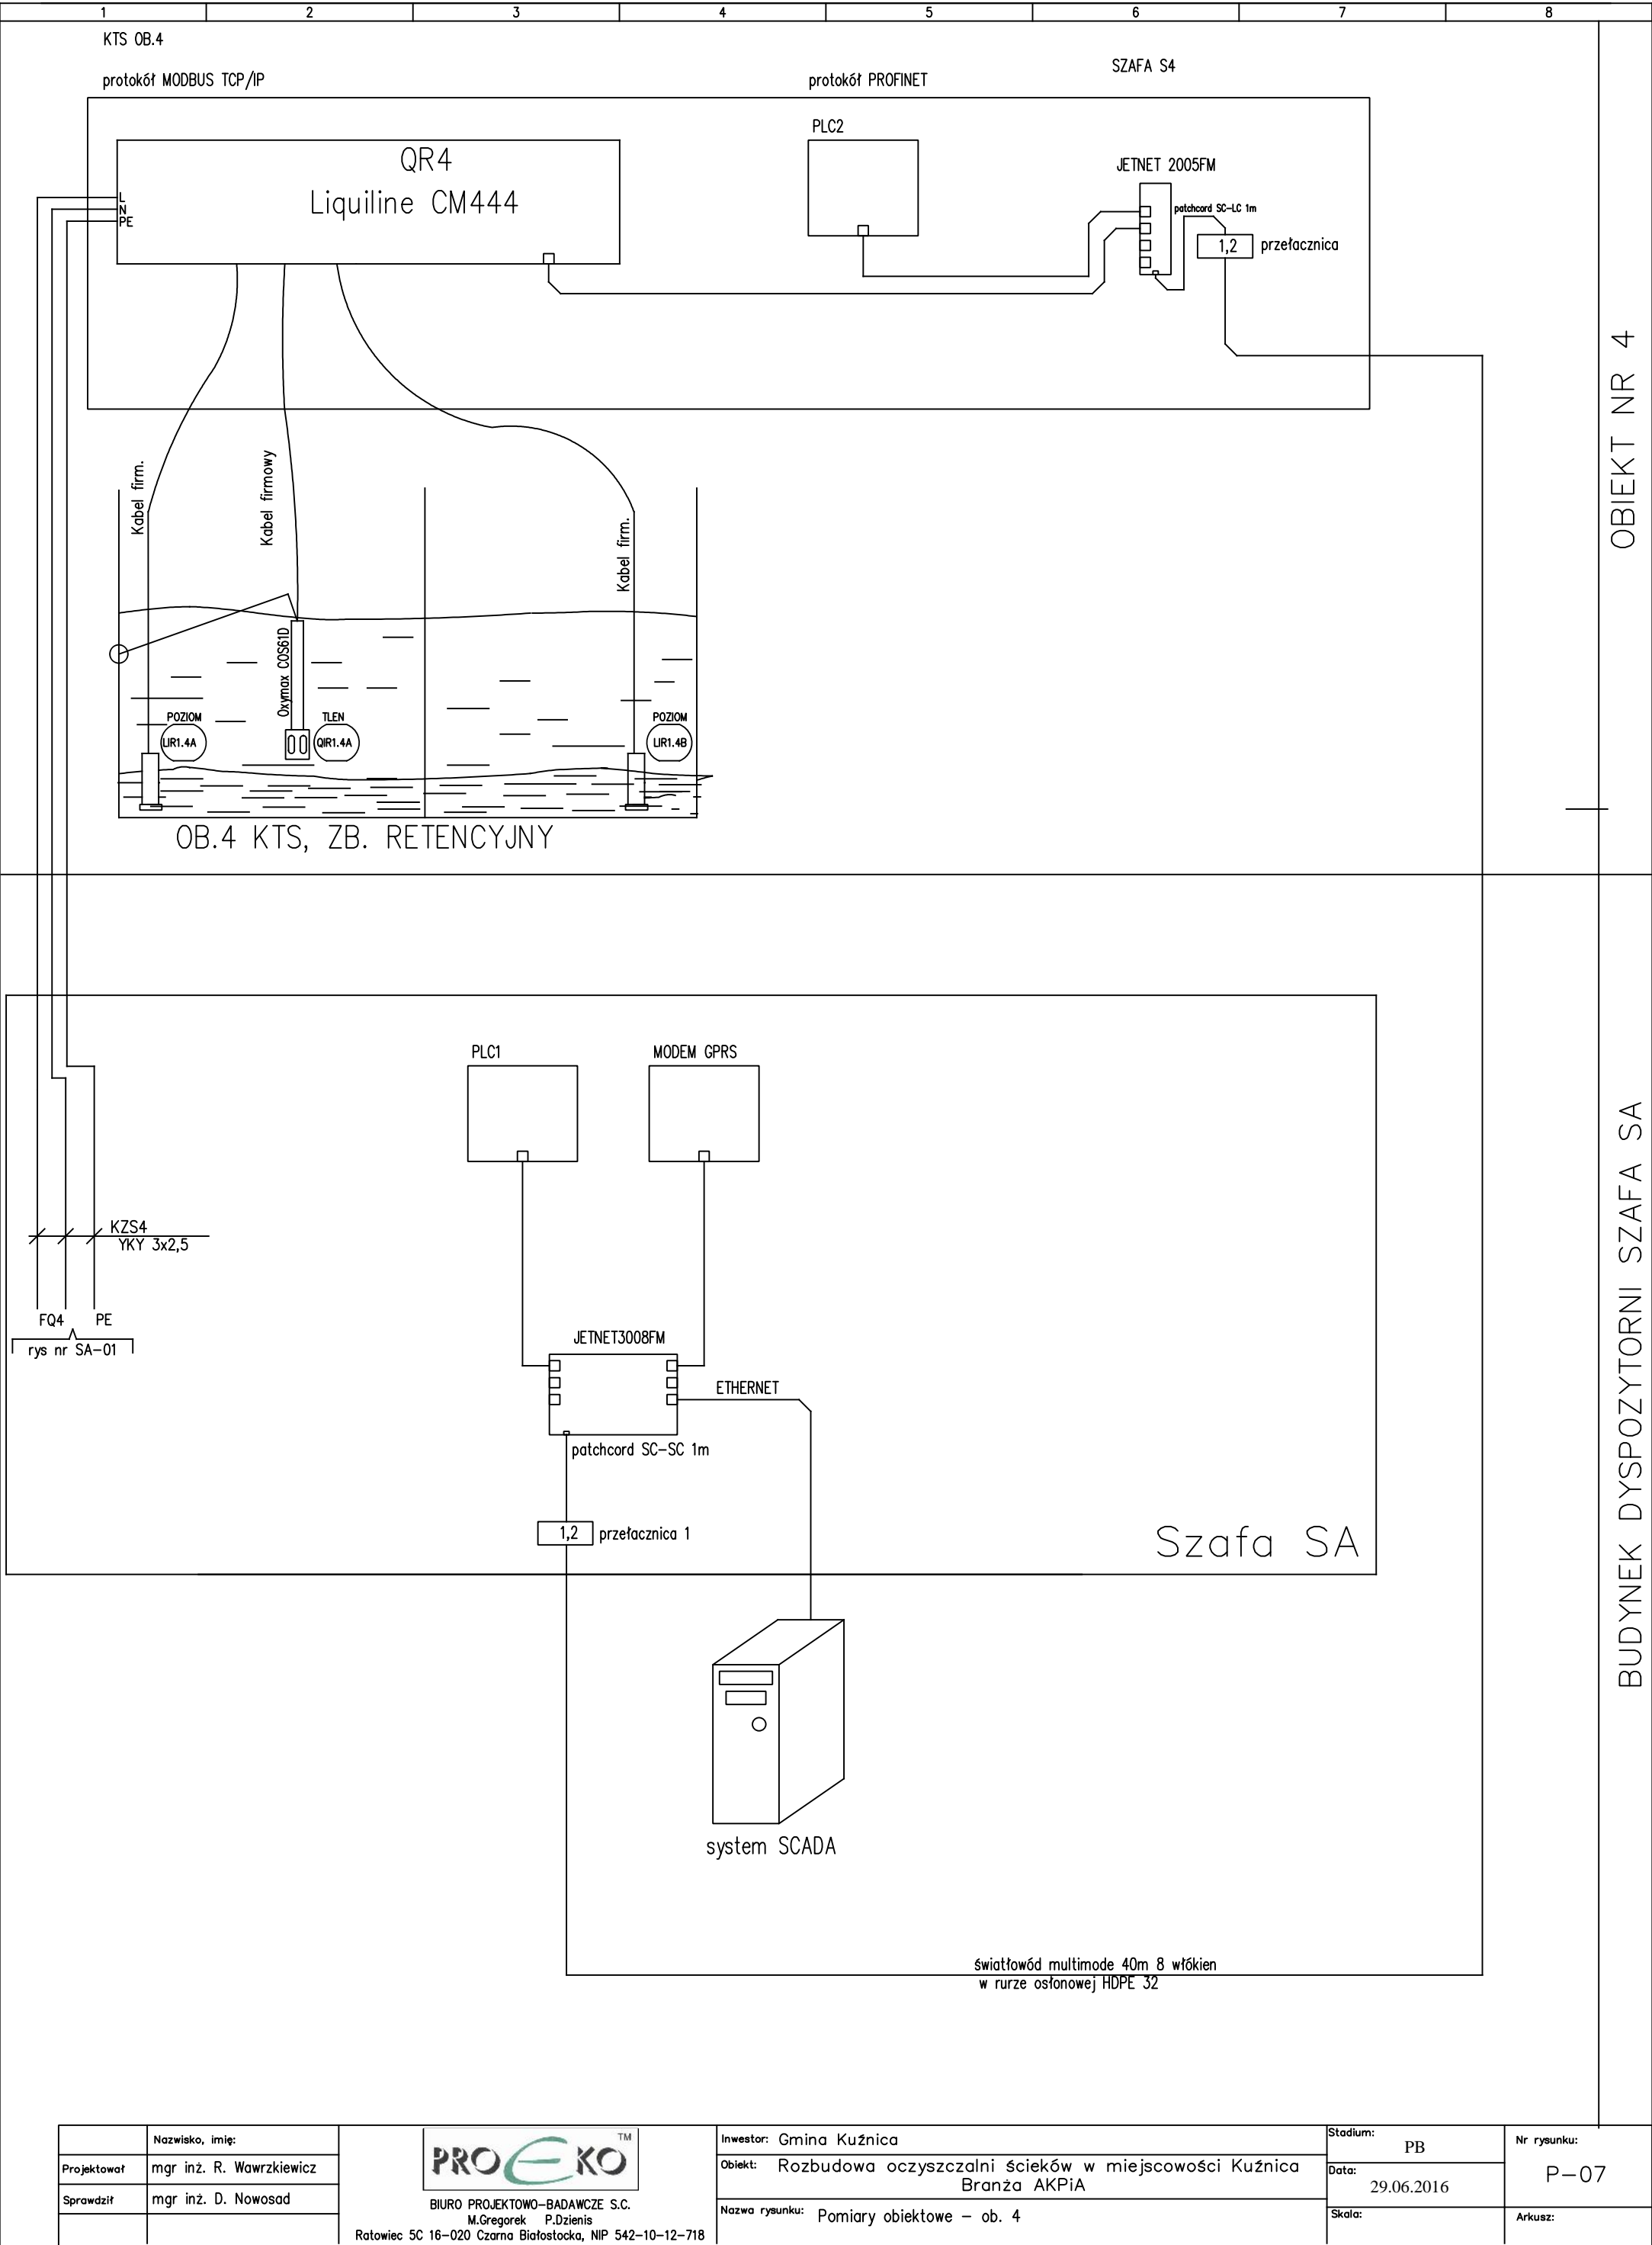 1 2 3 4 5 6 7 8
KTS OB.4
protokół MODBUS TCP/IP
protokół PROFINET
SZAFA S4
QR4
Liquiline CM444
L
N
PE
PLC2
JETNET 2005FM
patchcord SC-LC 1m
1,2
przełacznica
Kabel firm.
Kabel firmowy
Kabel firm.
Oxymax COS61D
POZIOM
LIR1.4A
TLEN
QIR1.4A
POZIOM
LIR1.4B
OB.4 KTS, ZB. RETENCYJNY
OBIEKT NR 4
PLC1
MODEM GPRS
KZS4
YKY 3x2,5
FQ4
PE
rys nr SA-01
JETNET3008FM
ETHERNET
patchcord SC-SC 1m
1,2
przełacznica 1
Szafa SA
BUDYNEK DYSPOZYTORNI SZAFA SA
system SCADA
światłowód multimode 40m 8 włókien
w rurze osłonowej HDPE 32
Nazwisko, imię:
Projektował
mgr inż. R. Wawrzkiewicz
Sprawdził
mgr inż. D. Nowosad
PROEKO TM
BIURO PROJEKTOWO-BADAWCZE S.C.
M.Gregorek P.Dzienis
Ratowiec 5C 16-020 Czarna Białostocka, NIP 542-10-12-718
Inwestor: Gmina Kuźnica
Obiekt: Rozbudowa oczyszczalni ścieków w miejscowości Kuźnica
Branża AKPiA
Nazwa rysunku: Pomiary obiektowe - ob. 4
Stadium:
PB
Data:
29.06.2016
Skala:
Nr rysunku:
P-07
Arkusz: